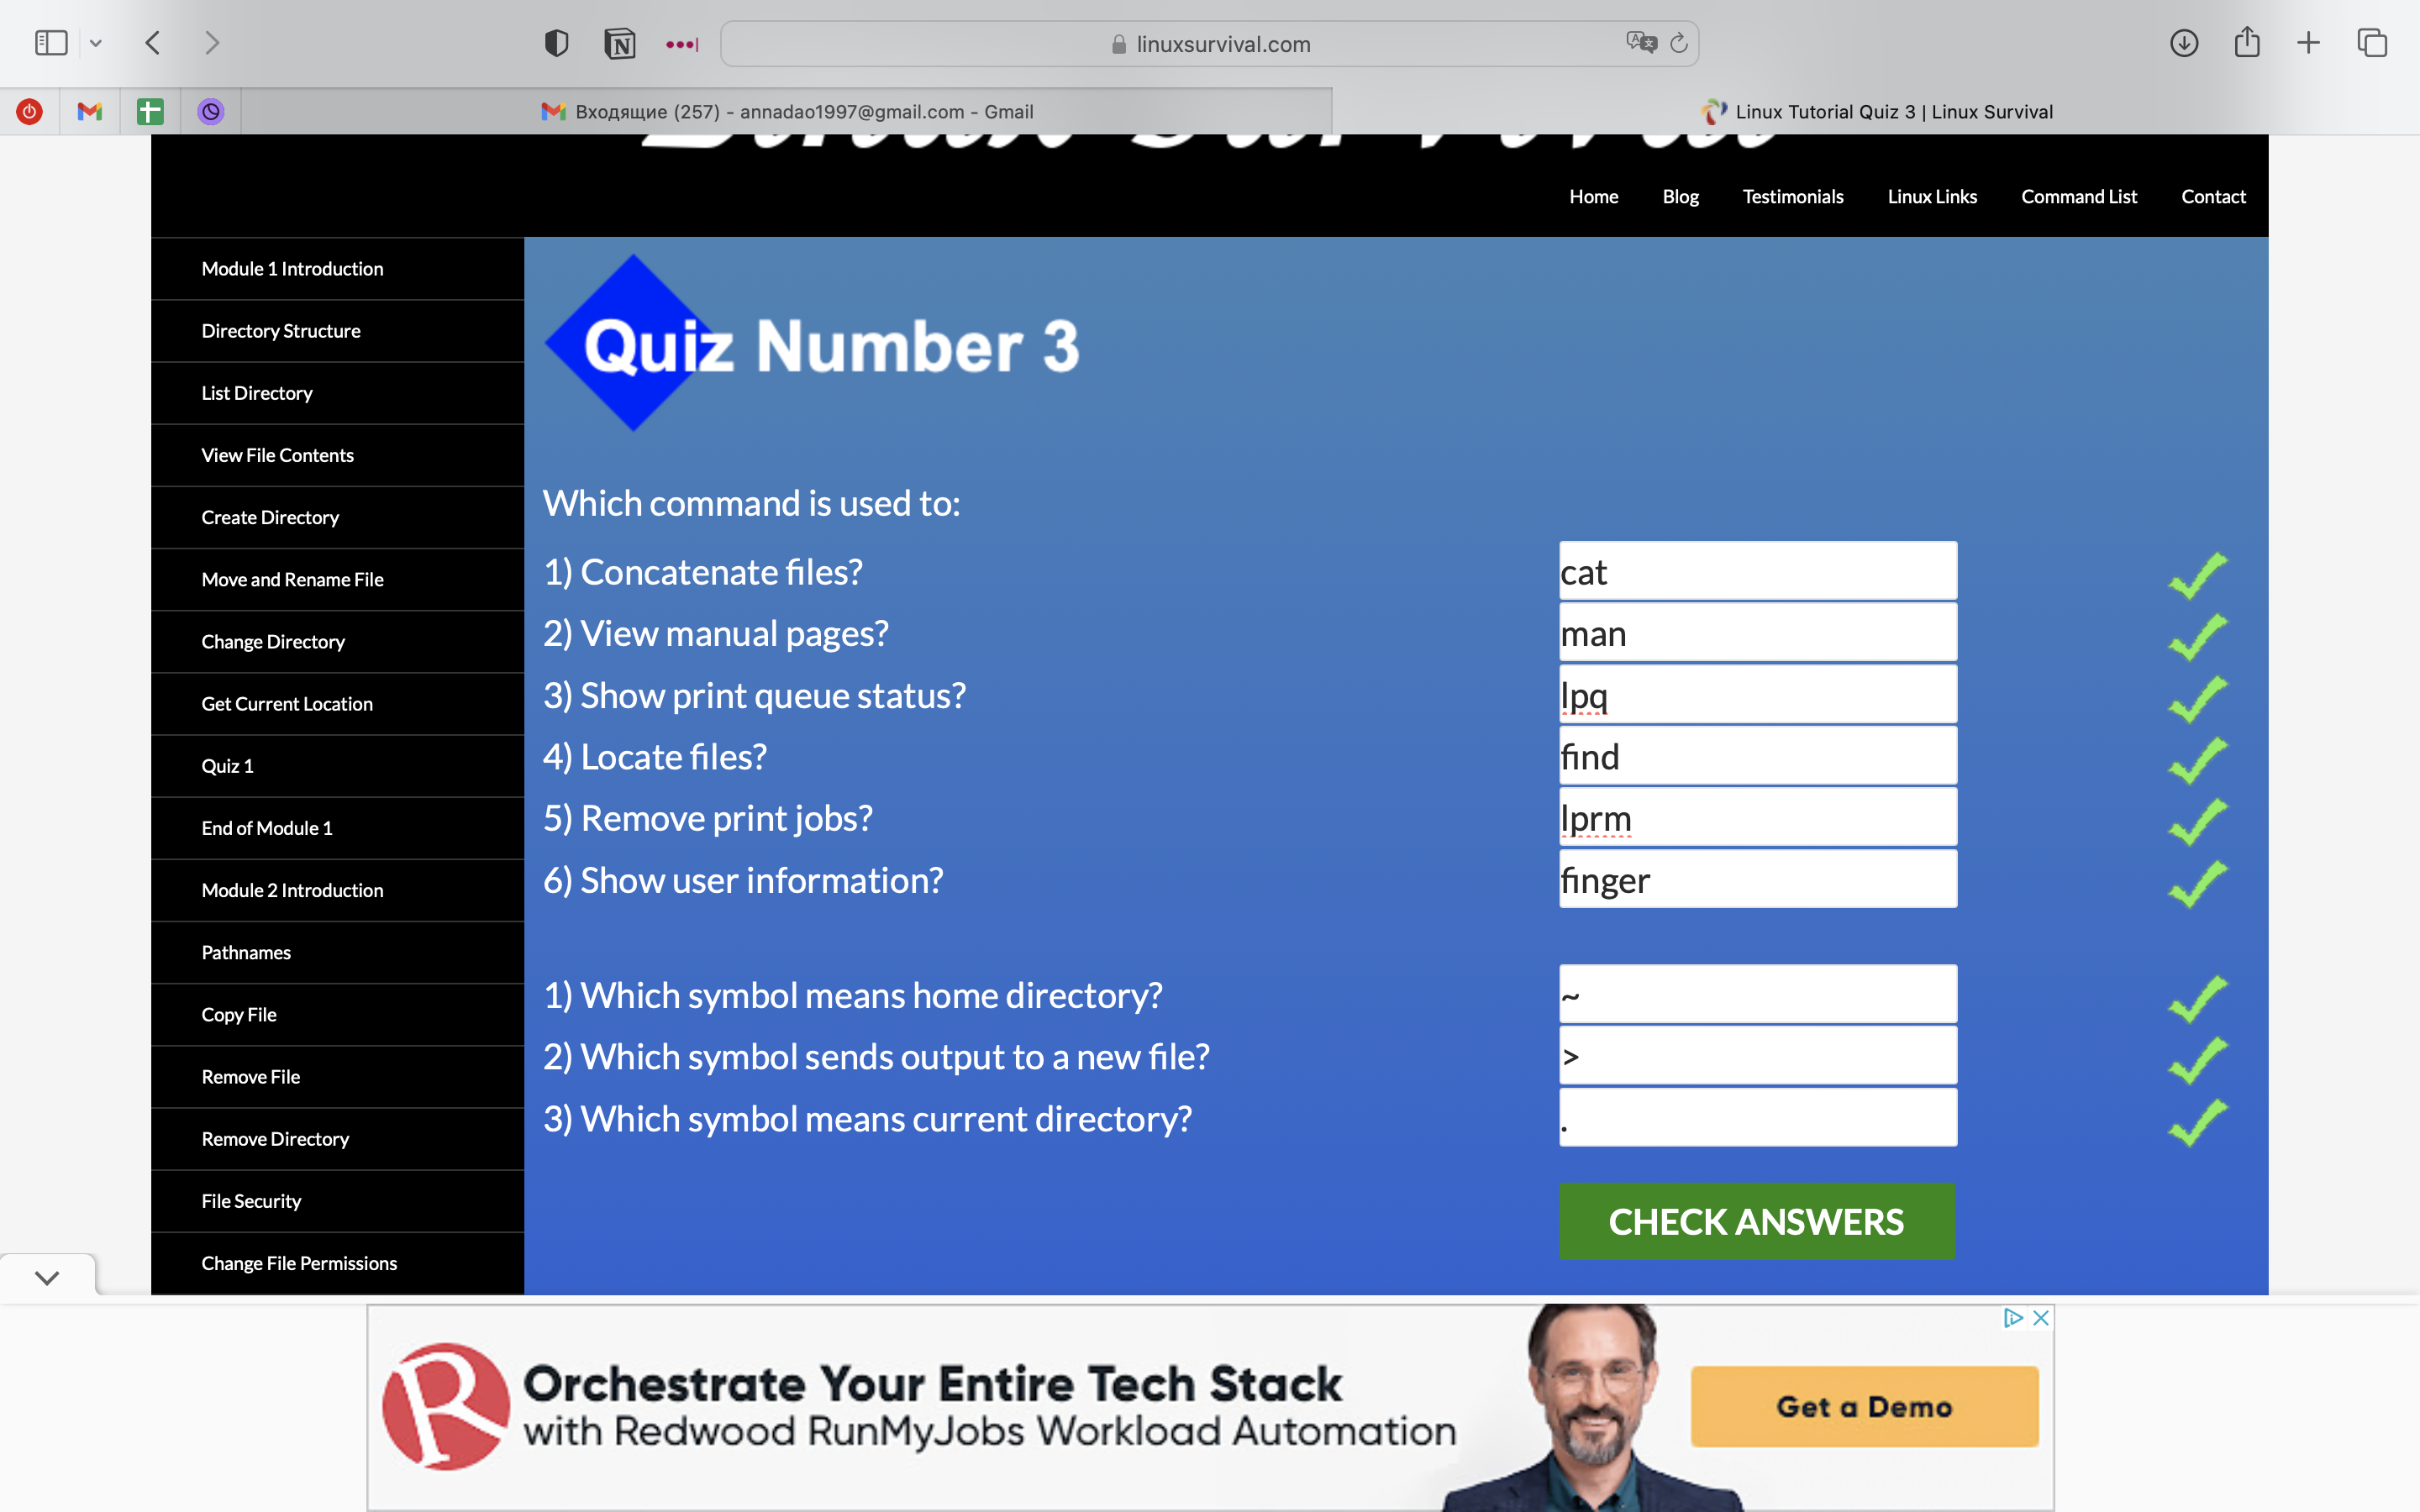 linuxsurvival.com
Входящие (257) - annadao1997@gmail.com - Gmail
Linux Tutorial Quiz 3 | Linux Survival
Home Blog Testimonials Linux Links Command List Contact
Module 1 Introduction
Directory Structure
List Directory
View File Contents
Create Directory
Move and Rename File
Change Directory
Get Current Location
Quiz 1
End of Module 1
Module 2 Introduction
Pathnames
Copy File
Remove File
Remove Directory
File Security
Change File Permissions
Quiz Number 3
Which command is used to:
1) Concatenate files? cat
2) View manual pages? man
3) Show print queue status? lpq
4) Locate files? find
5) Remove print jobs? lprm
6) Show user information? finger
1) Which symbol means home directory? ~
2) Which symbol sends output to a new file? >
3) Which symbol means current directory? .
CHECK ANSWERS
R
Orchestrate Your Entire Tech Stack
with Redwood RunMyJobs Workload Automation
Get a Demo